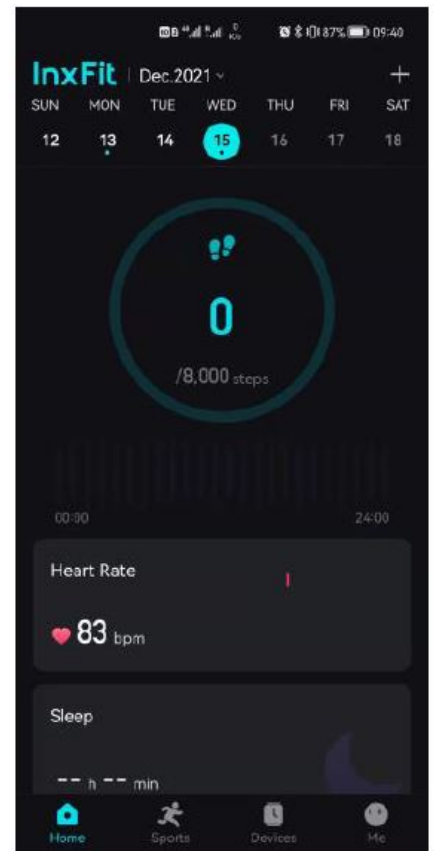 87% 09:40
InxFit Dec.2021
SUN MON TUE WED THU FRI SAT
12 13 14 15 16 17 18
0
/8,000 steps
00:00 24:00
Heart Rate
83 bpm
Sleep
-- h -- min
Home Sports Devices Me